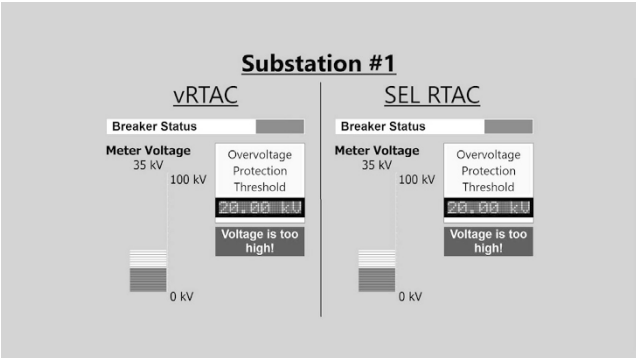 Substation #1
vRTAC
Breaker Status
Meter Voltage
35 kV
100 kV
0 kV
Overvoltage
Protection
Threshold
20.00 kV
Voltage is too
high!
SEL RTAC
Breaker Status
Meter Voltage
35 kV
100 kV
0 kV
Overvoltage
Protection
Threshold
20.00 kV
Voltage is too
high!